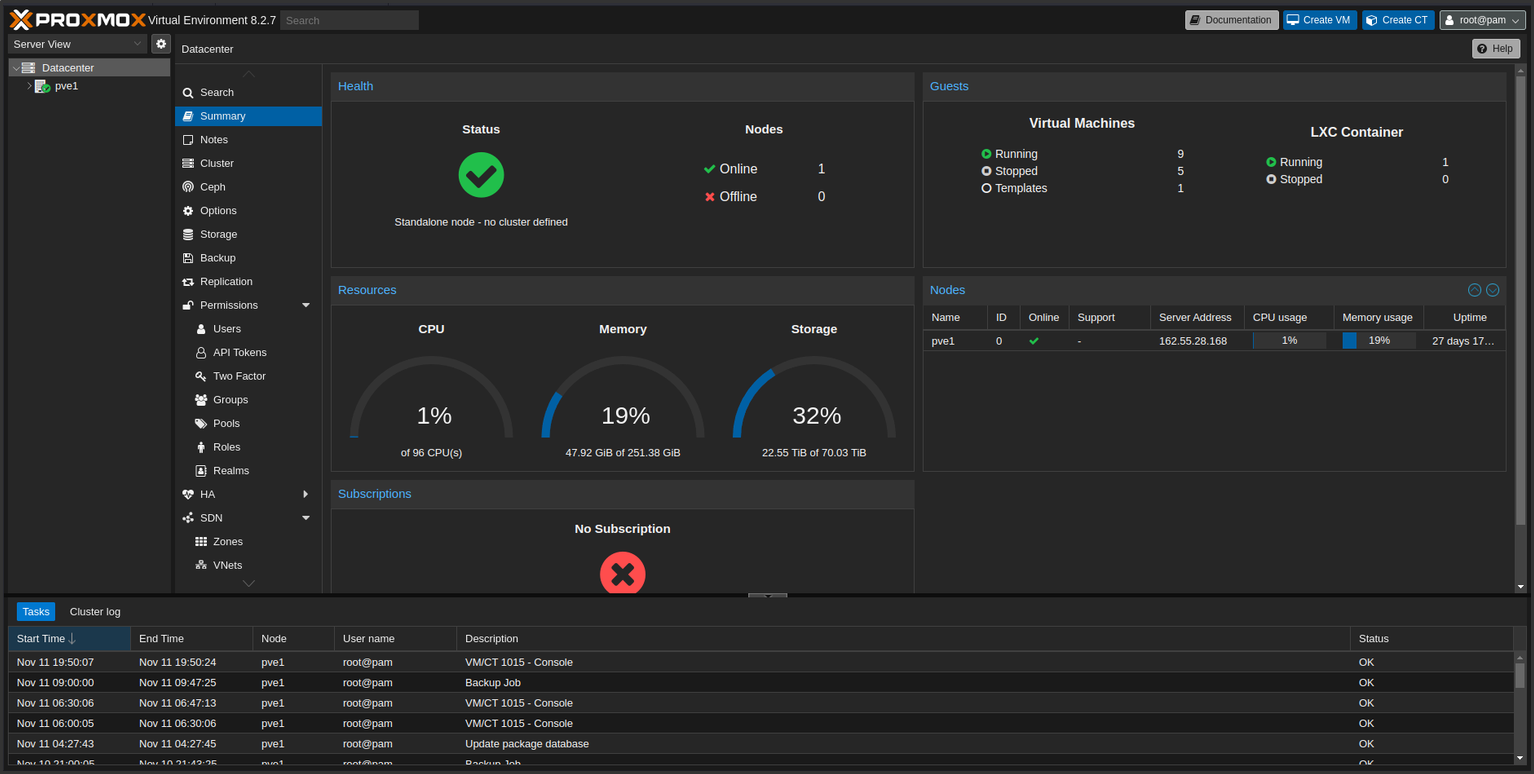 PROXMOX Virtual Environment 8.2.7 Search Documentation Create VM Create CT root@pam
Server View
Datacenter
pve1
Datacenter Help
Search
Summary
Notes
Cluster
Ceph
Options
Storage
Backup
Replication
Permissions
Users
API Tokens
Two Factor
Groups
Pools
Roles
Realms
HA
SDN
Zones
VNets
Health
Status
Standalone node - no cluster defined
Nodes
Online 1
Offline 0
Guests
Virtual Machines
Running 9
Stopped 5
Templates 1
LXC Container
Running 1
Stopped 0
Resources
CPU
1%
of 96 CPU(s)
Memory
19%
47.92 GiB of 251.38 GiB
Storage
32%
22.55 TiB of 70.03 TiB
Nodes
Name ID Online Support Server Address CPU usage Memory usage Uptime
pve1 0 - 162.55.28.168 1% 19% 27 days 17…
Subscriptions
No Subscription
Tasks Cluster log
Start Time End Time Node User name Description Status
Nov 11 19:50:07 Nov 11 19:50:24 pve1 root@pam VM/CT 1015 - Console OK
Nov 11 09:00:00 Nov 11 09:47:25 pve1 root@pam Backup Job OK
Nov 11 06:30:06 Nov 11 06:47:13 pve1 root@pam VM/CT 1015 - Console OK
Nov 11 06:00:05 Nov 11 06:30:06 pve1 root@pam VM/CT 1015 - Console OK
Nov 11 04:27:43 Nov 11 04:27:45 pve1 root@pam Update package database OK
Nov 10 21:00:05 Nov 10 21:43:25 pve1 root@pam Backup Job OK